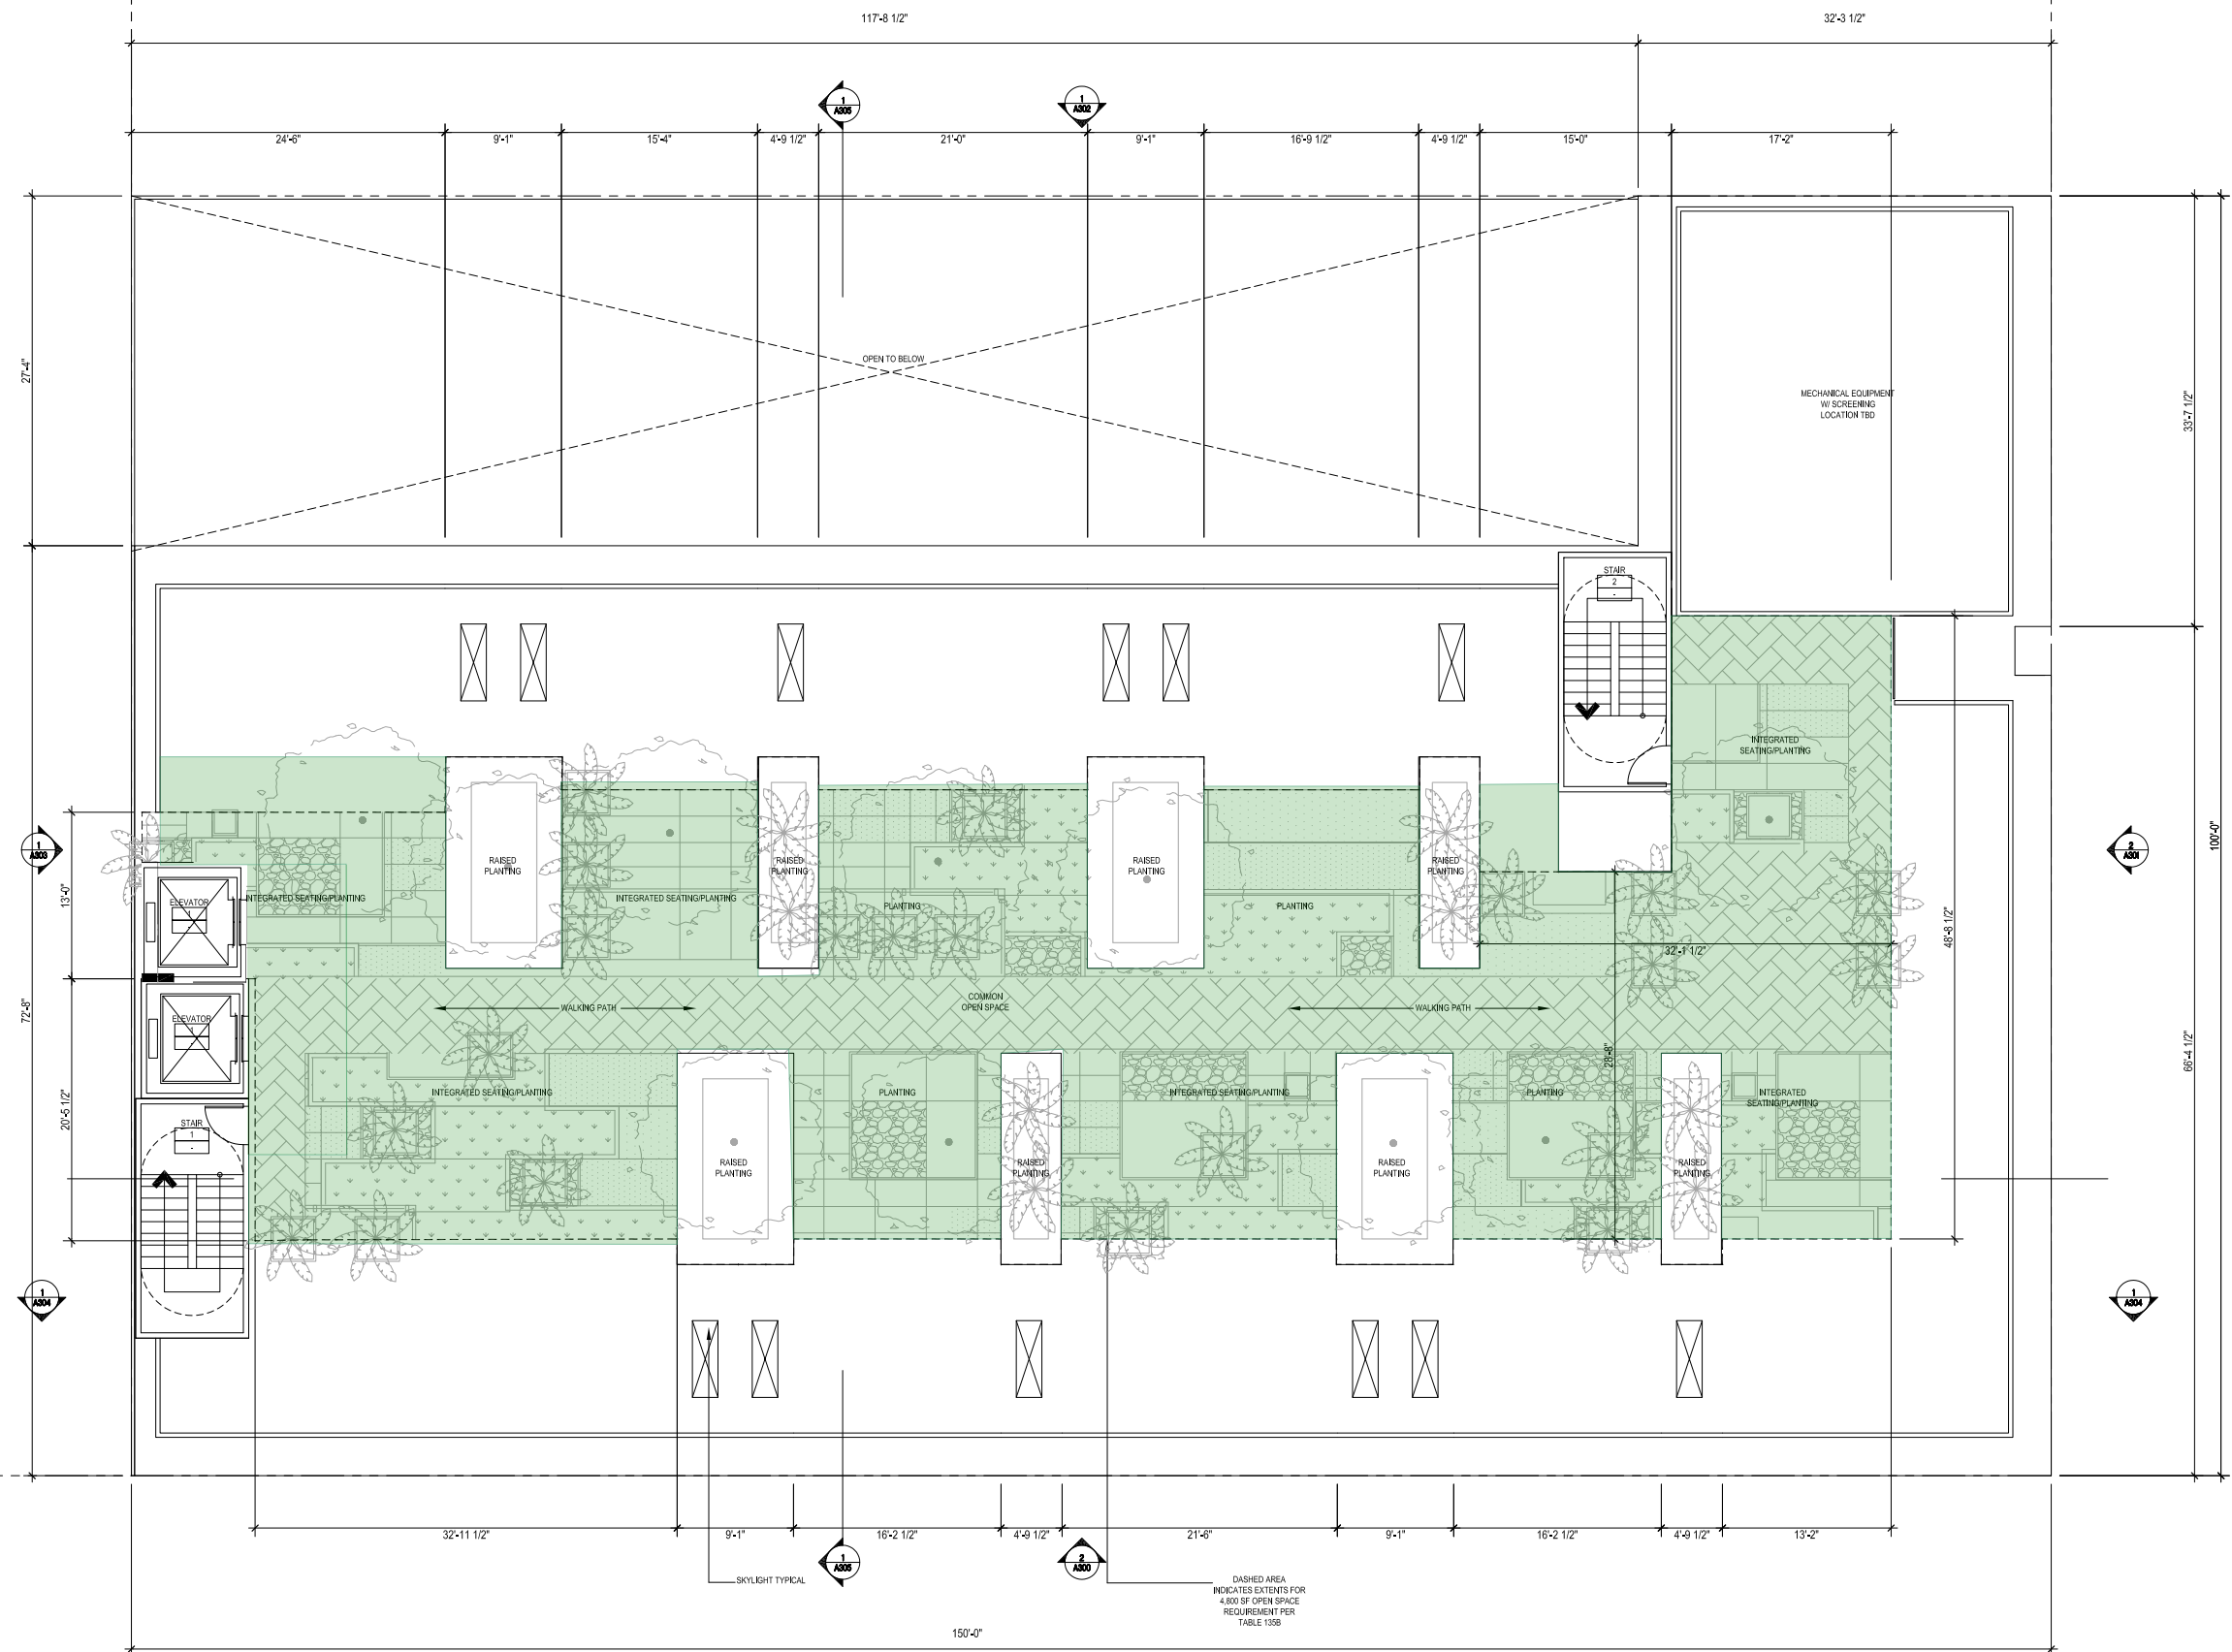 117'-8 1/2"
32'-3 1/2"
1
A305
1
A302
24'-6"
9'-1"
15'-4"
4'-9 1/2"
21'-0"
9'-1"
16'-9 1/2"
4'-9 1/2"
15'-0"
17'-2"
27'-4"
OPEN TO BELOW
MECHANICAL EQUIPMENT
W/ SCREENING
LOCATION TBD
33'-7 1/2"
STAIR
2
-
INTEGRATED
SEATING/PLANTING
1
A303
2
A301
100'-0"
13'-0"
RAISED
PLANTING
RAISED
PLANTING
RAISED
PLANTING
RAISED
PLANTING
ELEVATOR
1
-
INTEGRATED SEATING/PLANTING
INTEGRATED SEATING/PLANTING
PLANTING
PLANTING
48'-8 1/2"
32'-1 1/2"
72'-8"
WALKING PATH
COMMON
OPEN SPACE
WALKING PATH
ELEVATOR
1
-
28'-8"
66'-4 1/2"
20'-5 1/2"
INTEGRATED SEATING/PLANTING
PLANTING
INTEGRATED SEATING/PLANTING
PLANTING
INTEGRATED
SEATING/PLANTING
STAIR
1
-
RAISED
PLANTING
RAISED
PLANTING
RAISED
PLANTING
RAISED
PLANTING
1
A304
1
A304
32'-11 1/2"
9'-1"
16'-2 1/2"
4'-9 1/2"
21'-6"
9'-1"
16'-2 1/2"
4'-9 1/2"
13'-2"
1
A305
2
A300
SKYLIGHT TYPICAL
DASHED AREA
INDICATES EXTENTS FOR
4,800 SF OPEN SPACE
REQUIREMENT PER
TABLE 135B
150'-0"